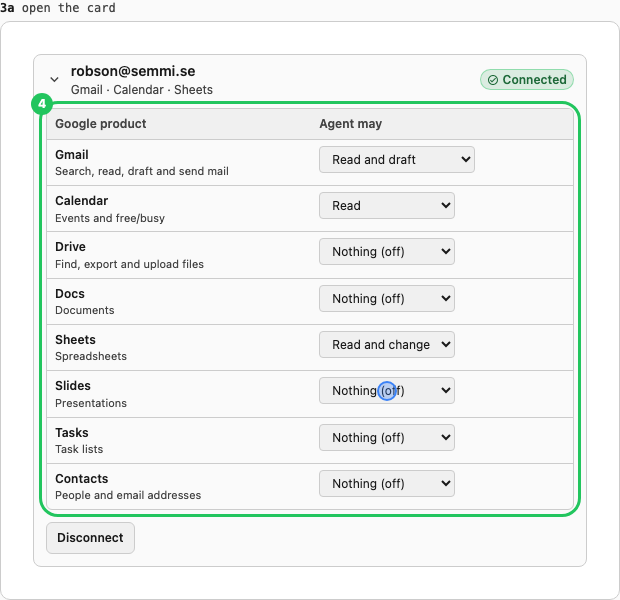 3a open the card
robson@semmi.se
Gmail · Calendar · Sheets
Connected
4
Google product Agent may
Gmail
Search, read, draft and send mail
Read and draft
Calendar
Events and free/busy
Read
Drive
Find, export and upload files
Nothing (off)
Docs
Documents
Nothing (off)
Sheets
Spreadsheets
Read and change
Slides
Presentations
Nothing (off)
Tasks
Task lists
Nothing (off)
Contacts
People and email addresses
Nothing (off)
Disconnect